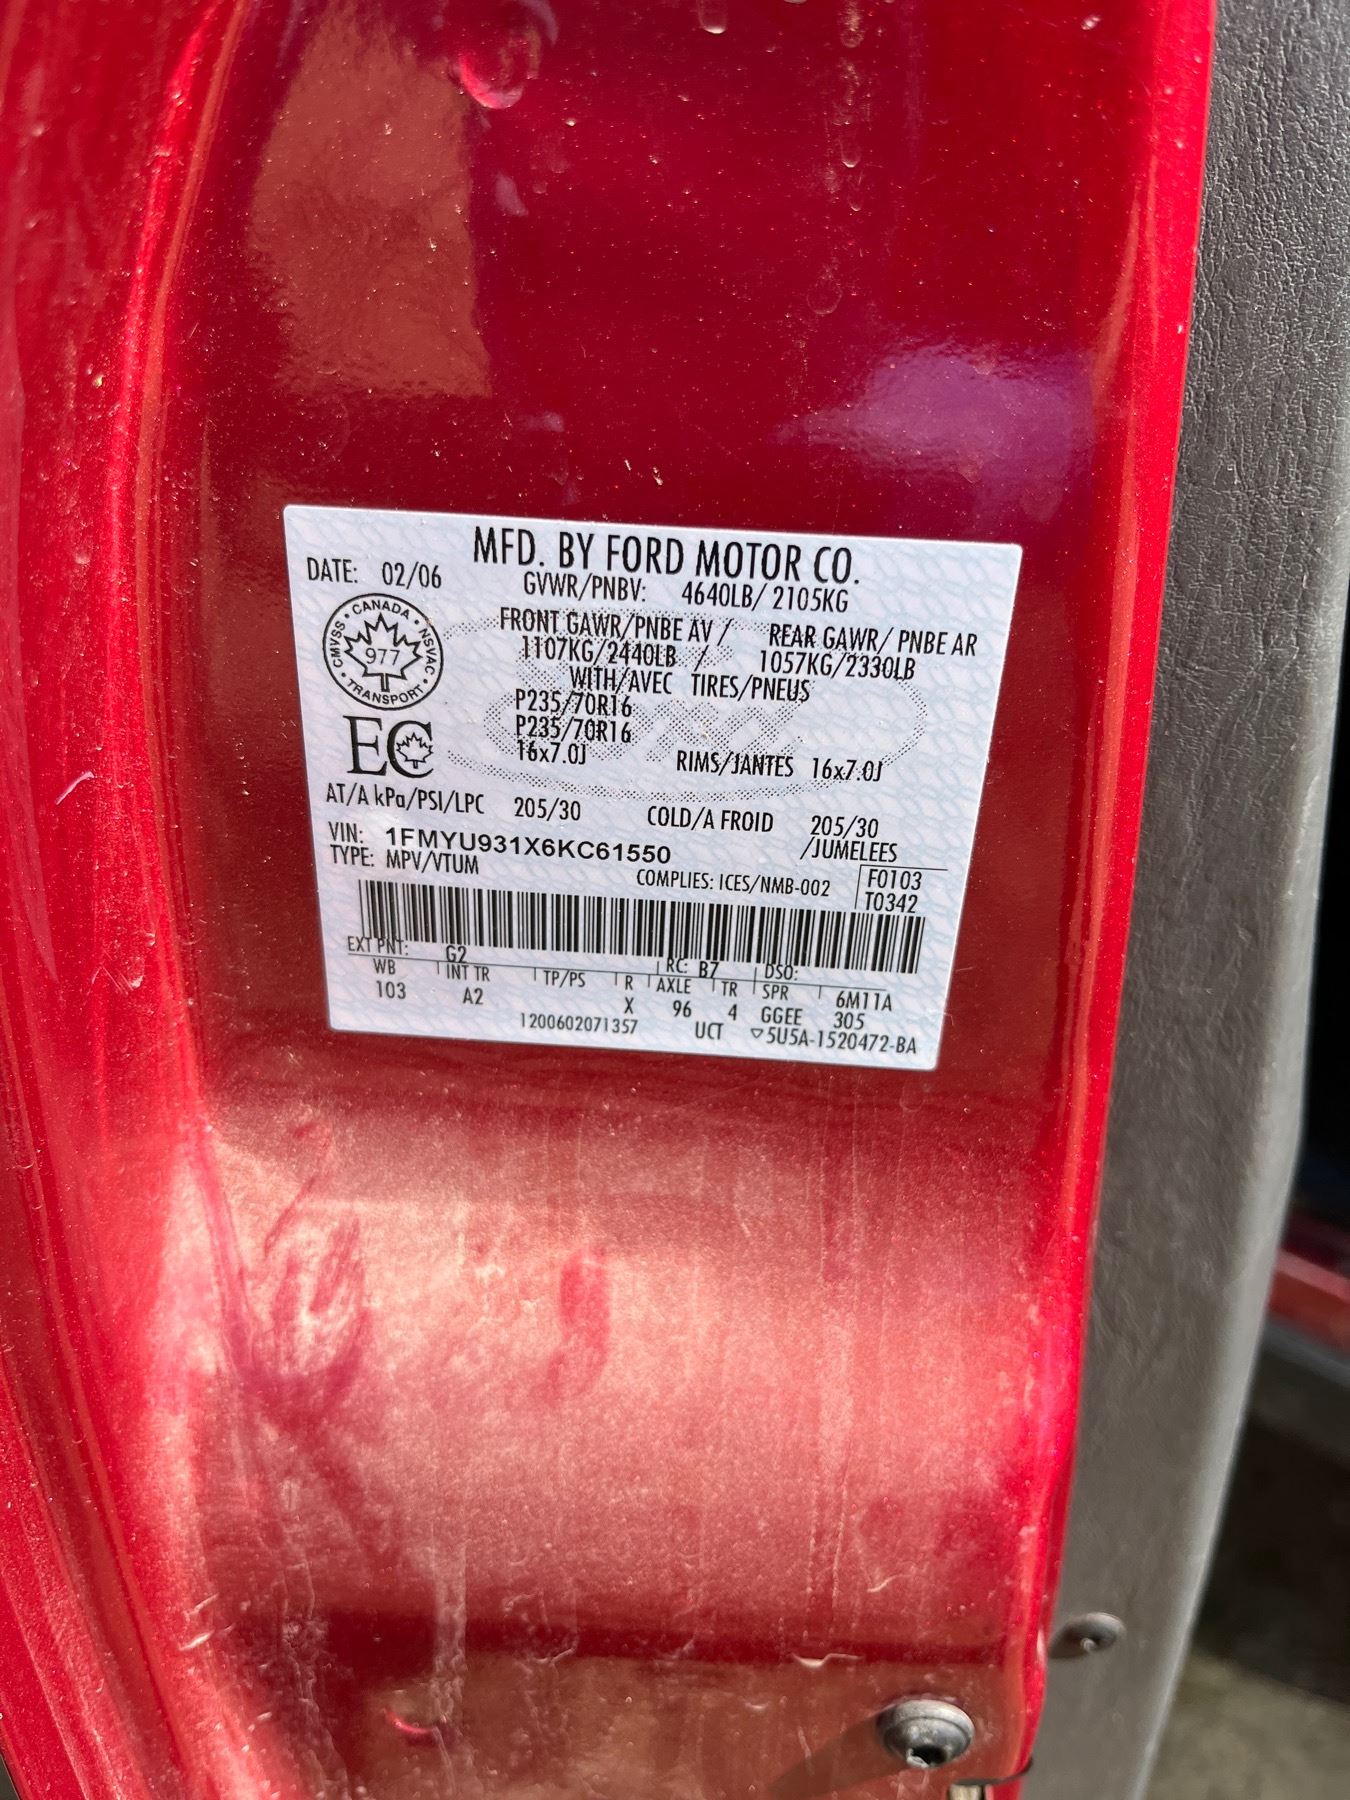 MFD. BY FORD MOTOR CO.
DATE: 02/06
GVWR/PNBV: 4640LB/ 2105KG
CANADA • NSVAC • TRANSPORT • CMVSS •
977
FRONT GAWR/PNBE AV / REAR GAWR/ PNBE AR
1107KG/2440LB / 1057KG/2330LB
WITH/AVEC TIRES/PNEUS
P235/70R16
P235/70R16
16x7.0J RIMS/JANTES 16x7.0J
EC
AT/A kPa/PSI/LPC 205/30 COLD/A FROID 205/30
/JUMELEES
VIN: 1FMYU931X6KC61550
TYPE: MPV/VTUM
COMPLIES: ICES/NMB-002
F0103
T0342
EXT PNT: G2 RC: B7 DSO:
WB INT TR TP/PS R AXLE TR SPR 6M11A
103 A2 X 96 4 GGEE 305
1200602071357 UCT ▽5U5A-1520472-BA